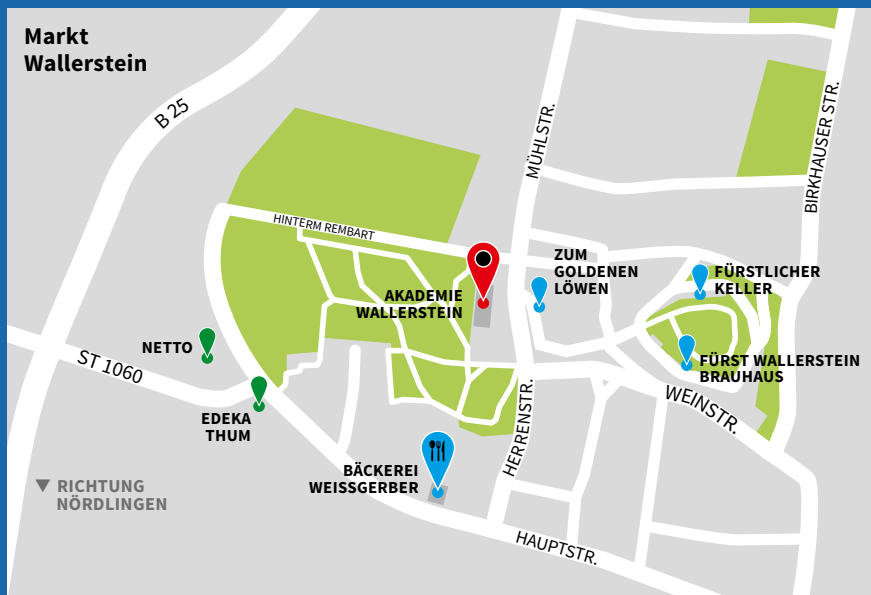 Markt
Wallerstein
B 25
MÜHLSTR.
BIRKHAUSER STR.
HINTERM REMBART
ZUM
GOLDENEN
LÖWEN
FÜRSTLICHER
KELLER
AKADEMIE
WALLERSTEIN
NETTO
ST 1060
FÜRST WALLERSTEIN
BRAUHAUS
WEINSTR.
EDEKA
THUM
HERRENSTR.
BÄCKEREI
WEISSGERBER
RICHTUNG
NÖRDLINGEN
HAUPTSTR.